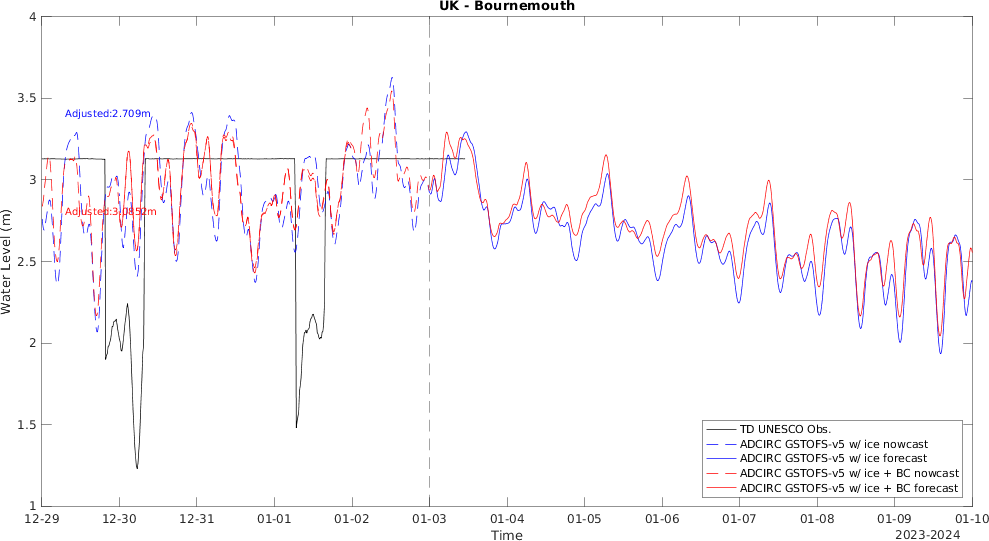 UK - Bournemouth
4
3.5
3
2.5
2
1.5
1
Water Level (m)
Adjusted:2.709m
Adjusted:3.0852m
TD UNESCO Obs.
ADCIRC GSTOFS-v5 w/ ice nowcast
ADCIRC GSTOFS-v5 w/ ice forecast
ADCIRC GSTOFS-v5 w/ ice + BC nowcast
ADCIRC GSTOFS-v5 w/ ice + BC forecast
12-29 12-30 12-31 01-01 01-02 01-03 01-04 01-05 01-06 01-07 01-08 01-09 01-10
Time
2023-2024